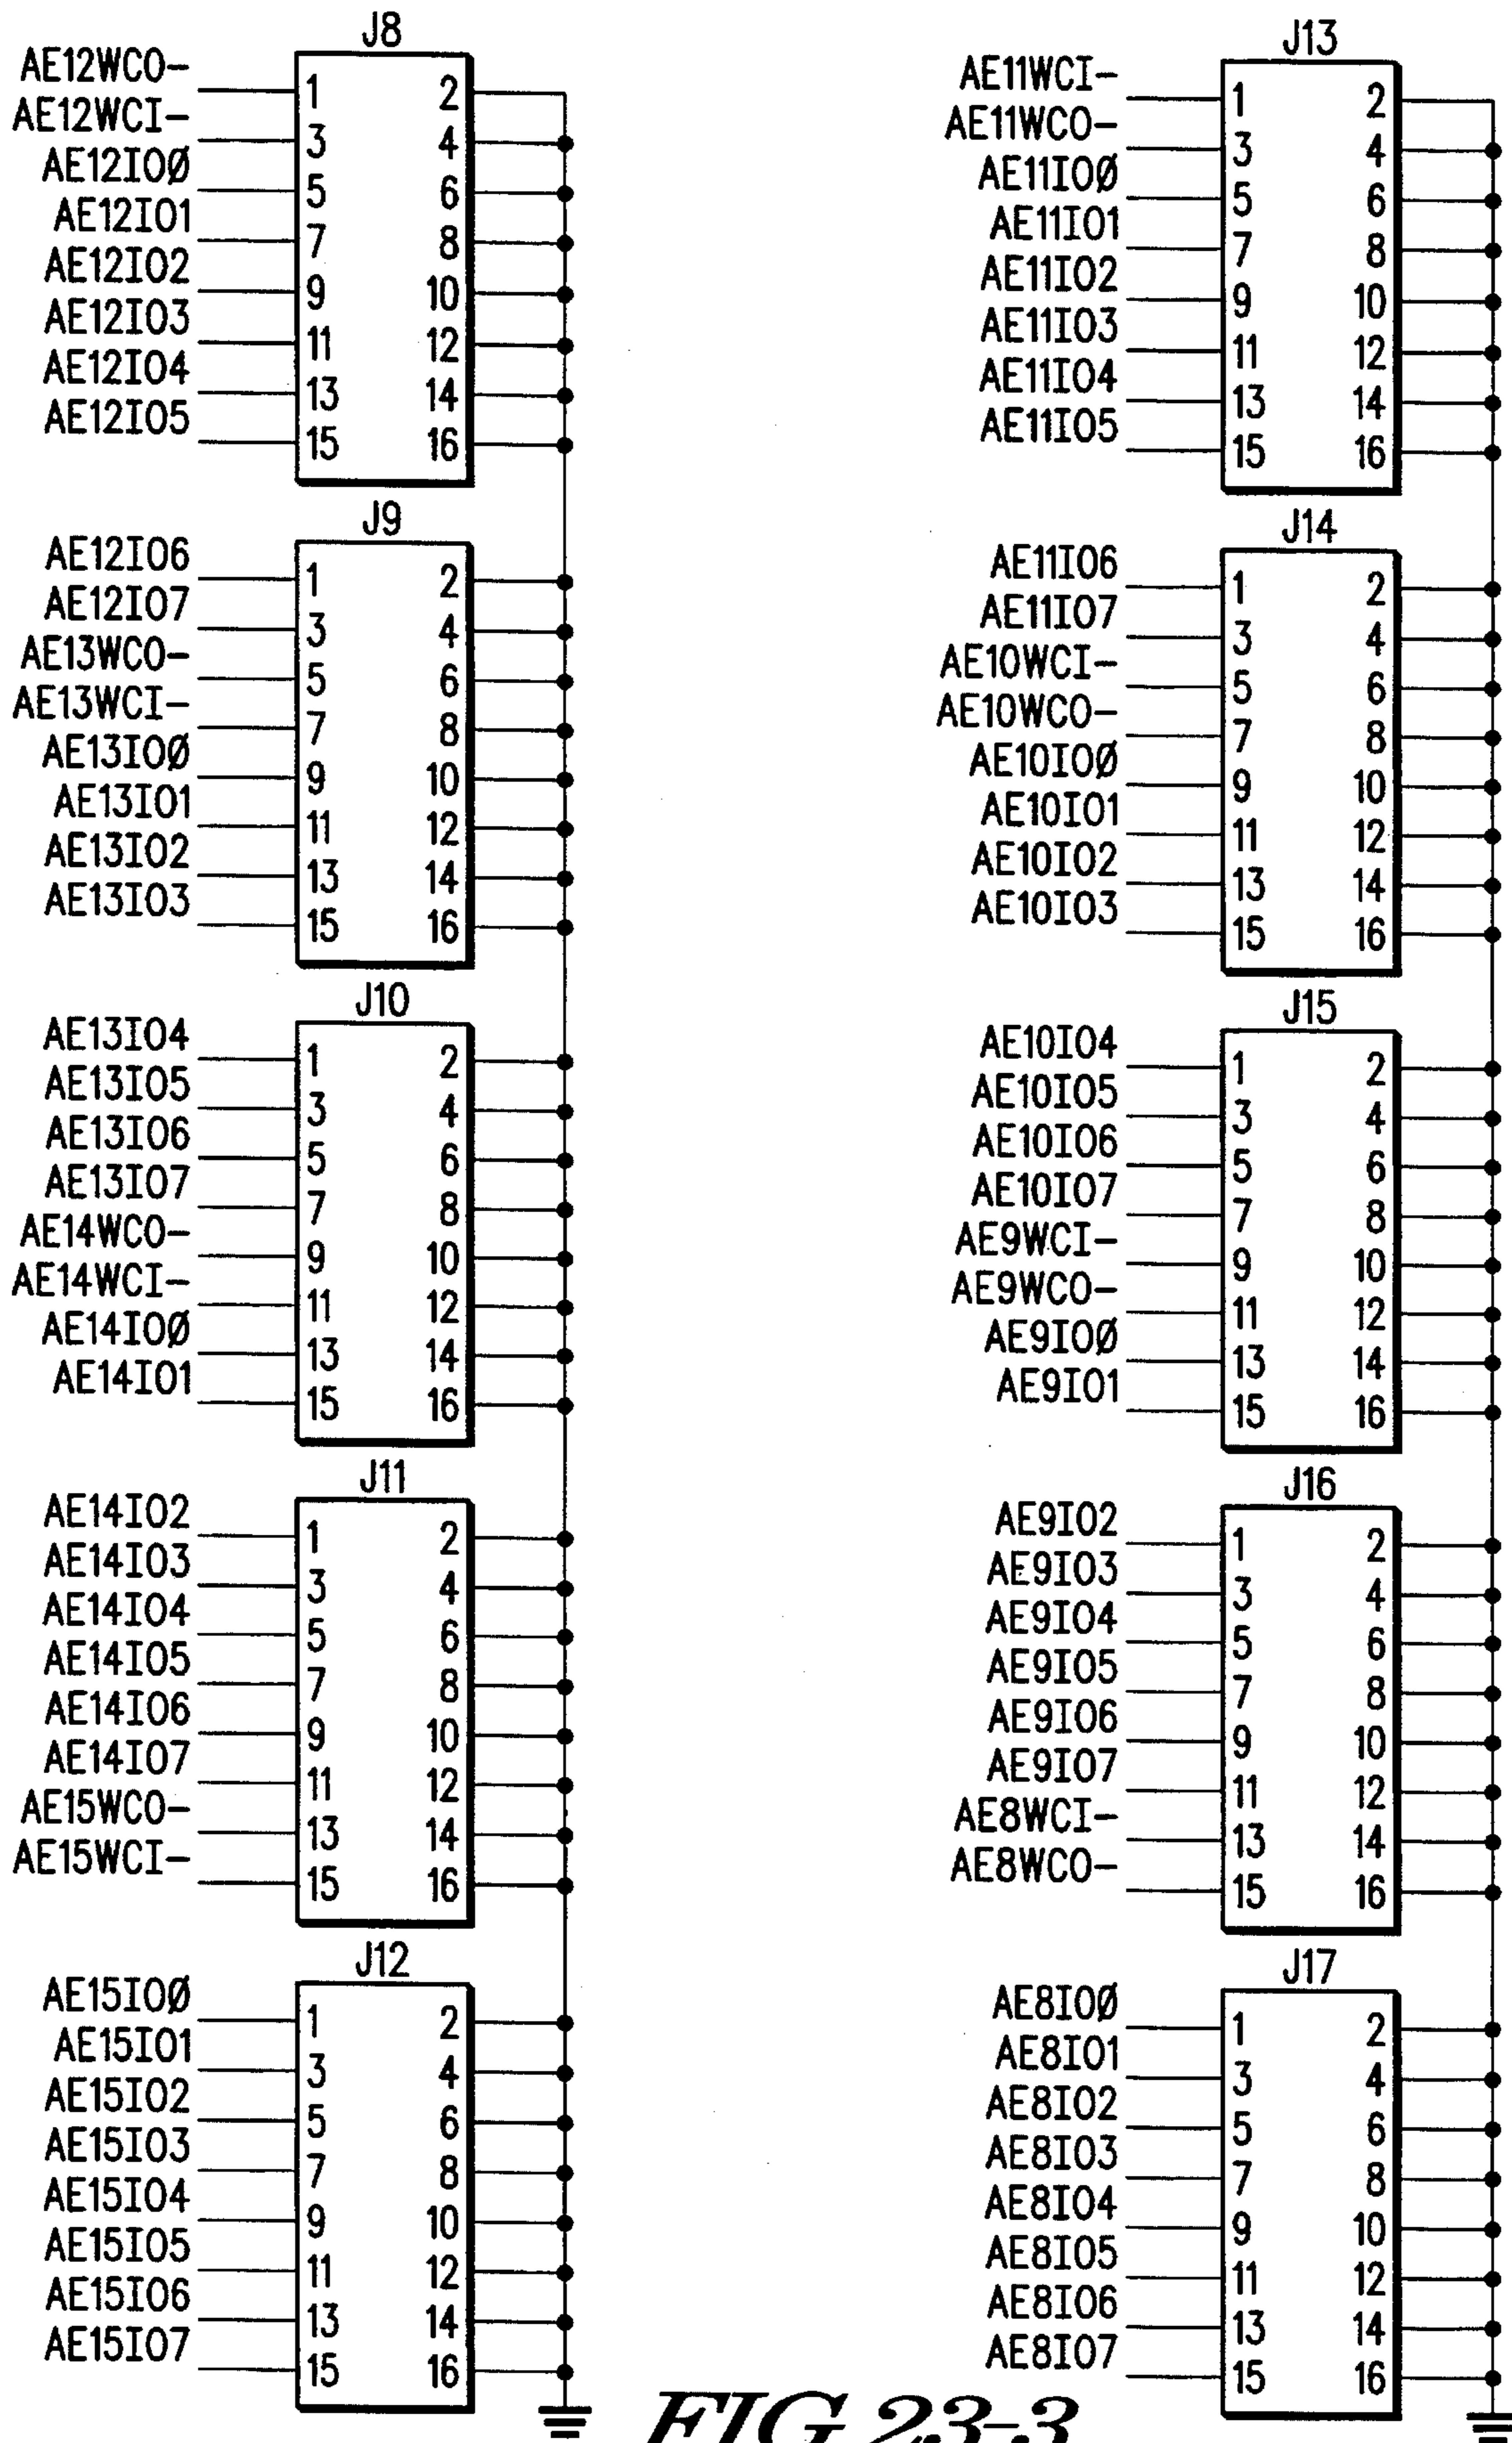 J8
AE12WCO-
1 2
AE12WCI-
3 4
AE12IOØ
5 6
AE12IO1
7 8
AE12IO2
9 10
AE12IO3
11 12
AE12IO4
13 14
AE12IO5
15 16
J9
AE12IO6
1 2
AE12IO7
3 4
AE13WCO-
5 6
AE13WCI-
7 8
AE13IOØ
9 10
AE13IO1
11 12
AE13IO2
13 14
AE13IO3
15 16
J10
AE13IO4
1 2
AE13IO5
3 4
AE13IO6
5 6
AE13IO7
7 8
AE14WCO-
9 10
AE14WCI-
11 12
AE14IOØ
13 14
AE14IO1
15 16
J11
AE14IO2
1 2
AE14IO3
3 4
AE14IO4
5 6
AE14IO5
7 8
AE14IO6
9 10
AE14IO7
11 12
AE15WCO-
13 14
AE15WCI-
15 16
J12
AE15IOØ
1 2
AE15IO1
3 4
AE15IO2
5 6
AE15IO3
7 8
AE15IO4
9 10
AE15IO5
11 12
AE15IO6
13 14
AE15IO7
15 16
J13
AE11WCI-
1 2
AE11WCO-
3 4
AE11IOØ
5 6
AE11IO1
7 8
AE11IO2
9 10
AE11IO3
11 12
AE11IO4
13 14
AE11IO5
15 16
J14
AE11IO6
1 2
AE11IO7
3 4
AE10WCI-
5 6
AE10WCO-
7 8
AE10IOØ
9 10
AE10IO1
11 12
AE10IO2
13 14
AE10IO3
15 16
J15
AE10IO4
1 2
AE10IO5
3 4
AE10IO6
5 6
AE10IO7
7 8
AE9WCI-
9 10
AE9WCO-
11 12
AE9IOØ
13 14
AE9IO1
15 16
J16
AE9IO2
1 2
AE9IO3
3 4
AE9IO4
5 6
AE9IO5
7 8
AE9IO6
9 10
AE9IO7
11 12
AE8WCI-
13 14
AE8WCO-
15 16
J17
AE8IOØ
1 2
AE8IO1
3 4
AE8IO2
5 6
AE8IO3
7 8
AE8IO4
9 10
AE8IO5
11 12
AE8IO6
13 14
AE8IO7
15 16
FIG 23-3